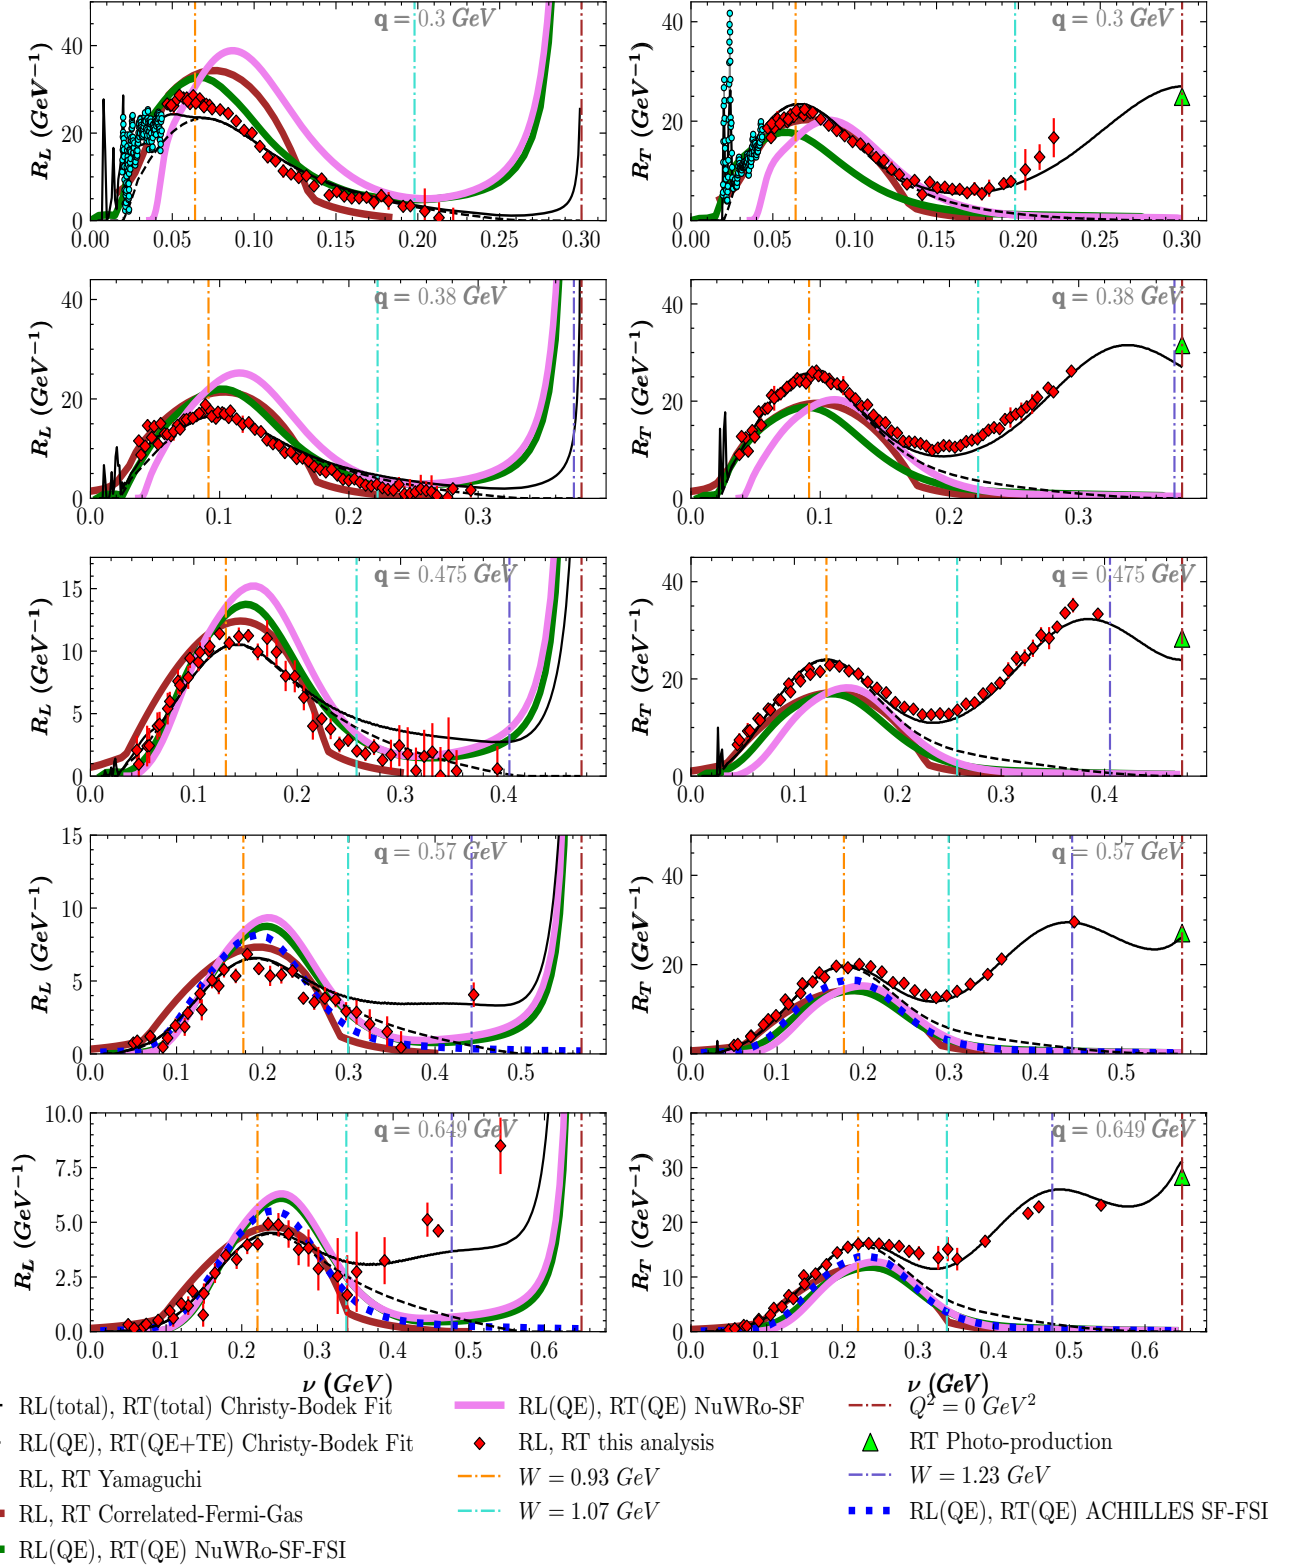 q = 0.3 GeV
R_L (GeV⁻¹)
40
20
0
0.00 0.05 0.10 0.15 0.20 0.25 0.30
q = 0.3 GeV
R_T (GeV⁻¹)
40
20
0
0.00 0.05 0.10 0.15 0.20 0.25 0.30
q = 0.38 GeV
R_L (GeV⁻¹)
40
20
0
0.0 0.1 0.2 0.3
q = 0.38 GeV
R_T (GeV⁻¹)
40
20
0
0.0 0.1 0.2 0.3
q = 0.475 GeV
R_L (GeV⁻¹)
15
10
5
0
0.0 0.1 0.2 0.3 0.4
q = 0.475 GeV
R_T (GeV⁻¹)
40
20
0
0.0 0.1 0.2 0.3 0.4
q = 0.57 GeV
R_L (GeV⁻¹)
15
10
5
0
0.0 0.1 0.2 0.3 0.4 0.5
q = 0.57 GeV
R_T (GeV⁻¹)
40
20
0
0.0 0.1 0.2 0.3 0.4 0.5
q = 0.649 GeV
R_L (GeV⁻¹)
10.0
7.5
5.0
2.5
0.0
0.0 0.1 0.2 0.3 0.4 0.5 0.6
ν (GeV)
q = 0.649 GeV
R_T (GeV⁻¹)
40
30
20
10
0
0.0 0.1 0.2 0.3 0.4 0.5 0.6
ν (GeV)
RL(total), RT(total) Christy-Bodek Fit
RL(QE), RT(QE+TE) Christy-Bodek Fit
RL, RT Yamaguchi
RL, RT Correlated-Fermi-Gas
RL(QE), RT(QE) NuWRo-SF-FSI
RL(QE), RT(QE) NuWRo-SF
RL, RT this analysis
W = 0.93 GeV
W = 1.07 GeV
Q² = 0 GeV²
RT Photo-production
W = 1.23 GeV
RL(QE), RT(QE) ACHILLES SF-FSI